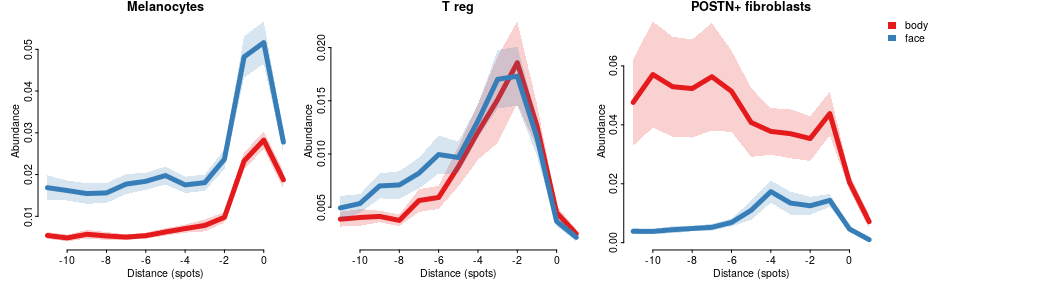 Melanocytes
Abundance
0.01 0.02 0.03 0.04 0.05
-10 -8 -6 -4 -2 0
Distance (spots)
T reg
Abundance
0.005 0.010 0.015 0.020
-10 -8 -6 -4 -2 0
Distance (spots)
POSTN+ fibroblasts
Abundance
0.00 0.02 0.04 0.06
-10 -8 -6 -4 -2 0
Distance (spots)
body
face